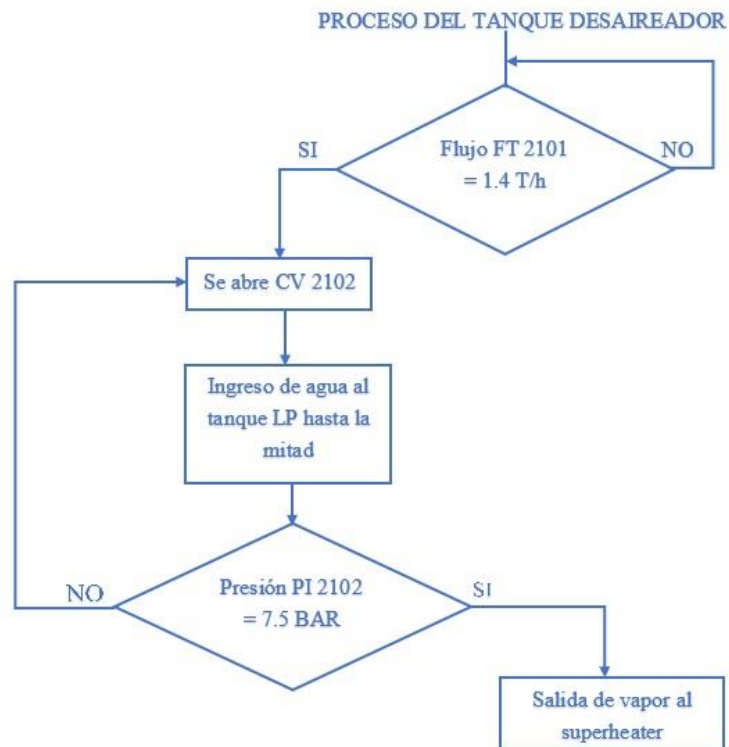 PROCESO DEL TANQUE DESAIREADOR
Flujo FT 2101
= 1.4 T/h
SI
NO
Se abre CV 2102
Ingreso de agua al
tanque LP hasta la
mitad
Presión PI 2102
= 7.5 BAR
NO
SI
Salida de vapor al
superheater